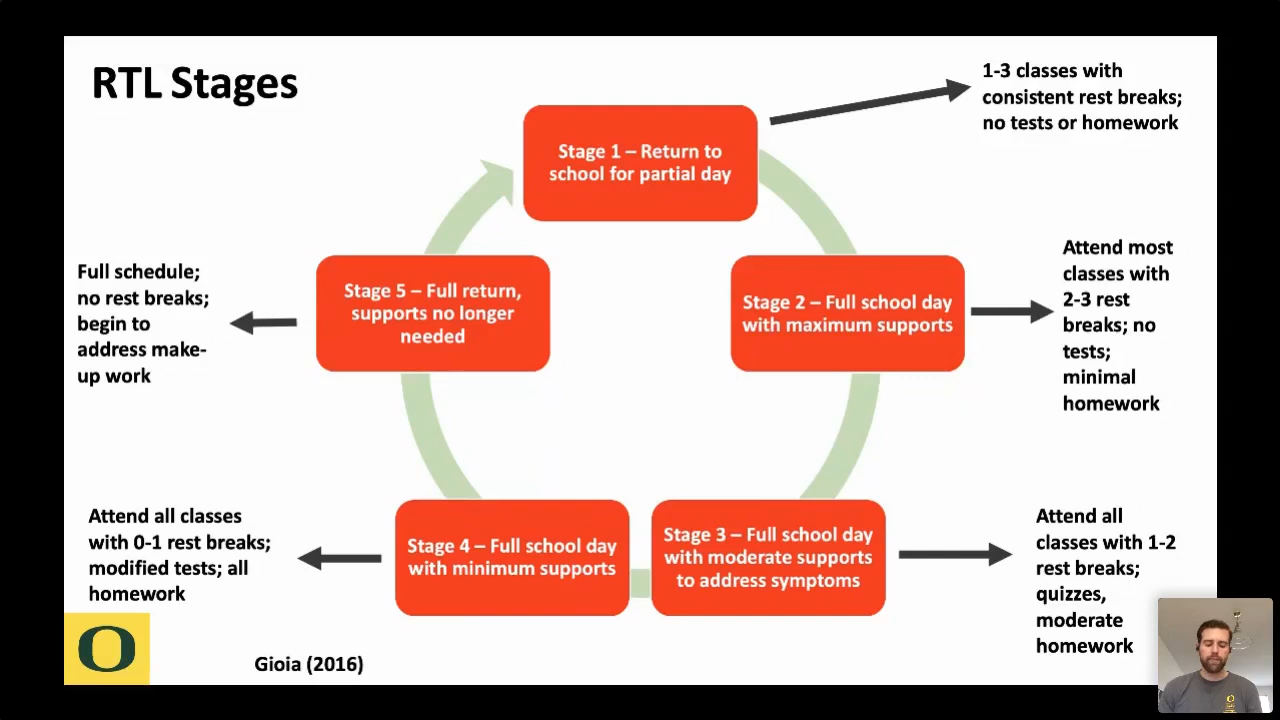 RTL Stages
Stage 1 – Return to
school for partial day
1-3 classes with
consistent rest breaks;
no tests or homework
Stage 2 – Full school day
with maximum supports
Attend most
classes with
2-3 rest
breaks; no
tests;
minimal
homework
Stage 3 – Full school day
with moderate supports
to address symptoms
Attend all
classes with 1-2
rest breaks;
quizzes,
moderate
homework
Stage 4 – Full school day
with minimum supports
Attend all classes
with 0-1 rest breaks;
modified tests; all
homework
Stage 5 – Full return,
supports no longer
needed
Full schedule;
no rest breaks;
begin to
address make-
up work
O
Gioia (2016)